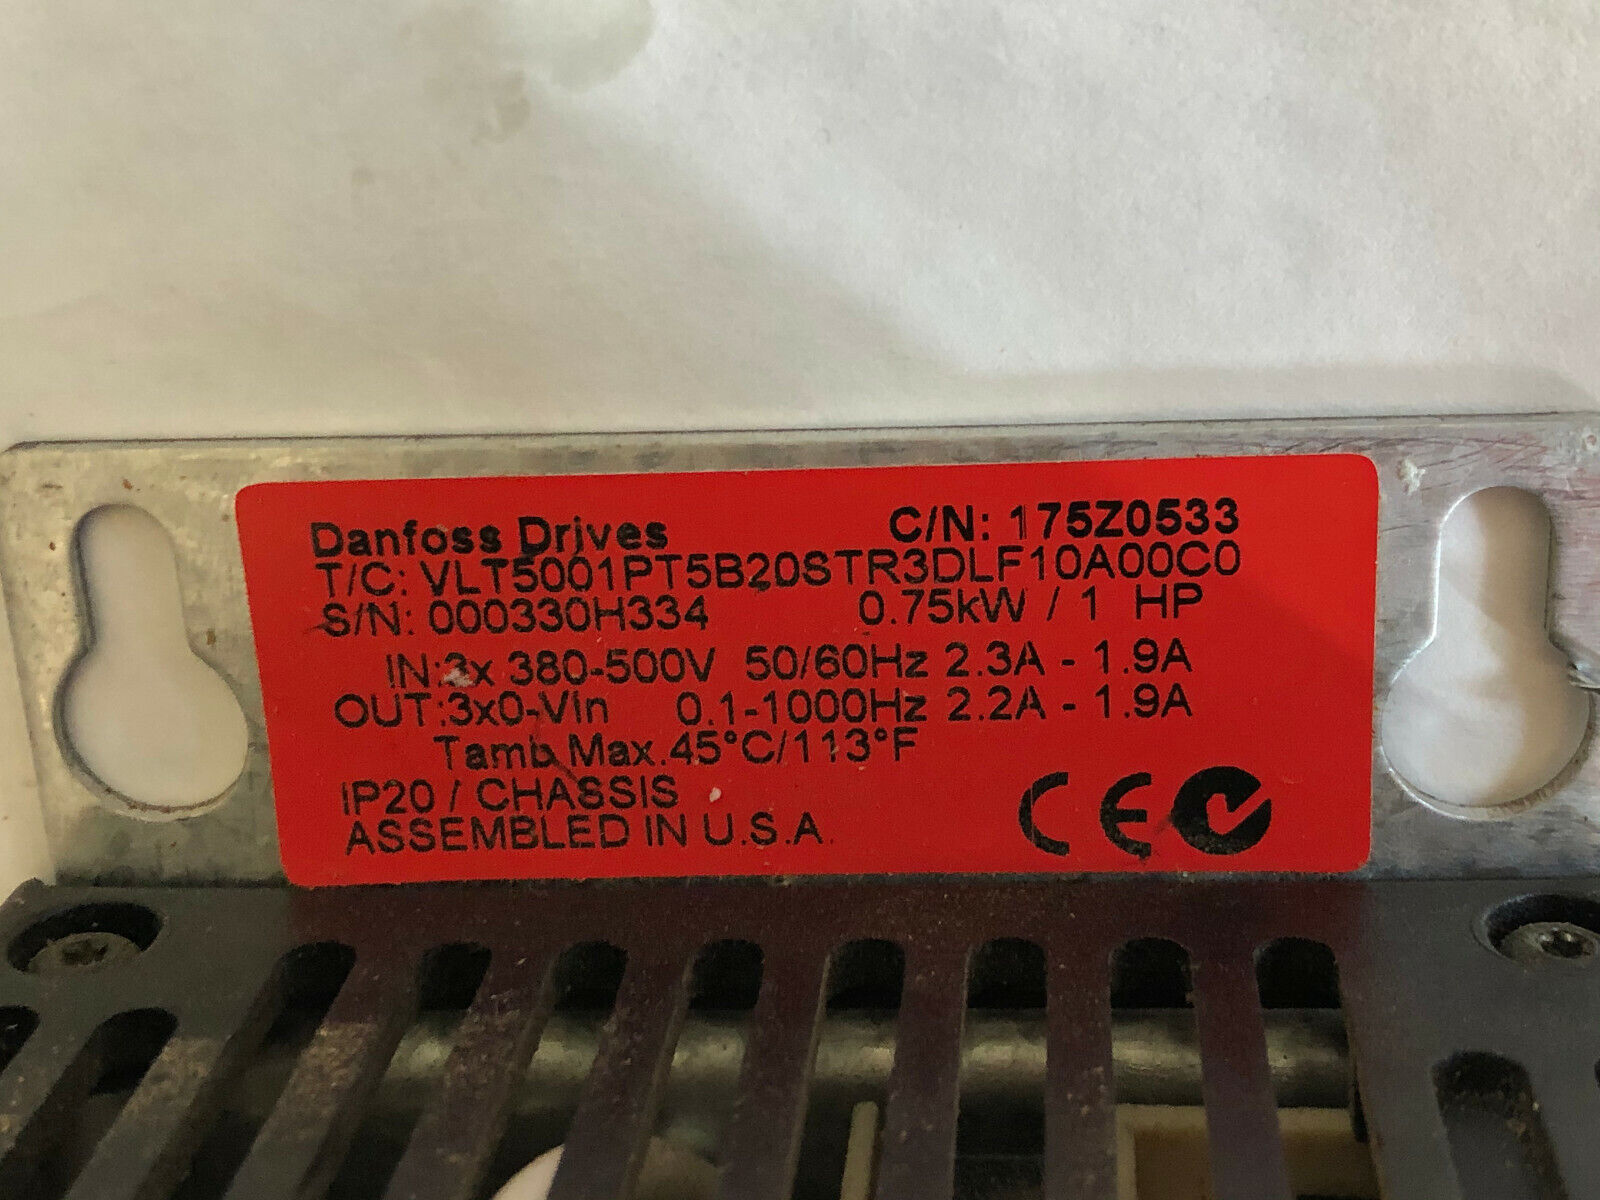 Danfoss Drives C/N: 175Z0533
T/C: VLT5001PT5B20STR3DLF10A00C0
S/N: 000330H334 0.75kW / 1 HP
IN:3x 380-500V 50/60Hz 2.3A - 1.9A
OUT:3x0-Vin 0.1-1000Hz 2.2A - 1.9A
Tamb Max.45°C/113°F
IP20 / CHASSIS
ASSEMBLED IN U.S.A.
CE